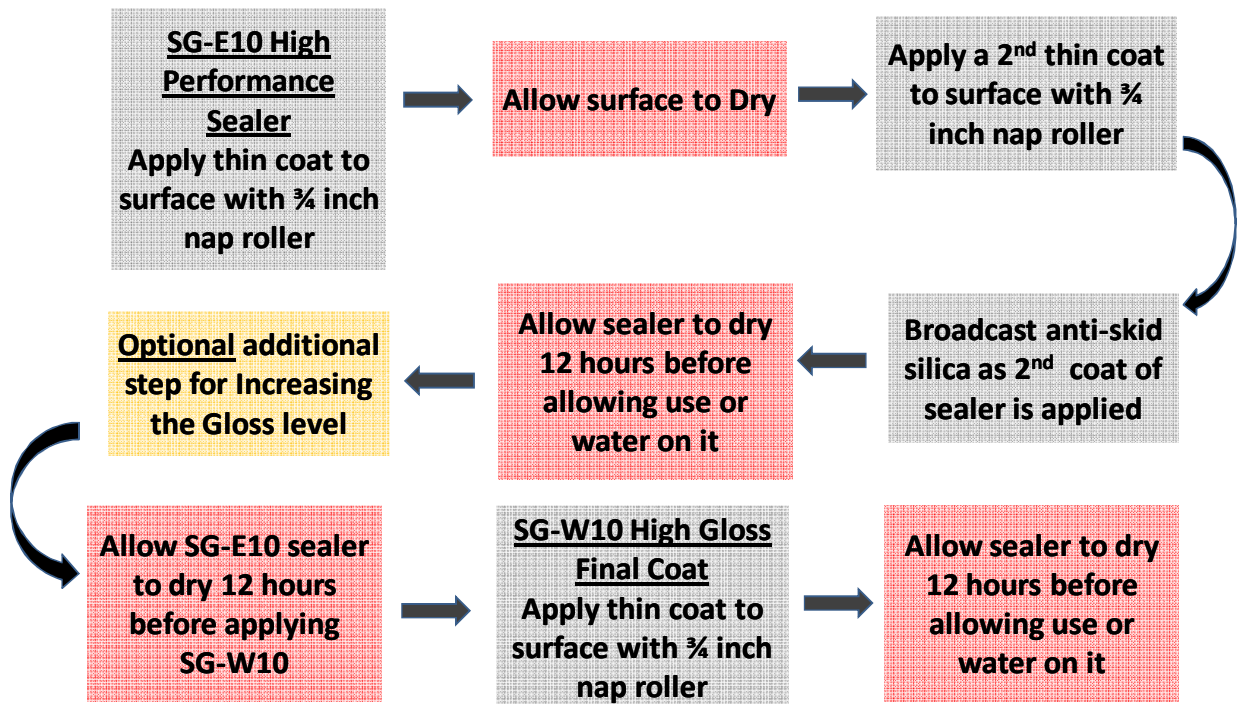 SG-E10 High
Performance
Sealer
Apply thin coat to
surface with ¾ inch
nap roller
Allow surface to Dry
Apply a 2nd thin coat
to surface with ¾
inch nap roller
Broadcast anti-skid
silica as 2nd coat of
sealer is applied
Allow sealer to dry
12 hours before
allowing use or
water on it
Optional additional
step for Increasing
the Gloss level
Allow SG-E10 sealer
to dry 12 hours
before applying
SG-W10
SG-W10 High Gloss
Final Coat
Apply thin coat to
surface with ¾ inch
nap roller
Allow sealer to dry
12 hours before
allowing use or
water on it